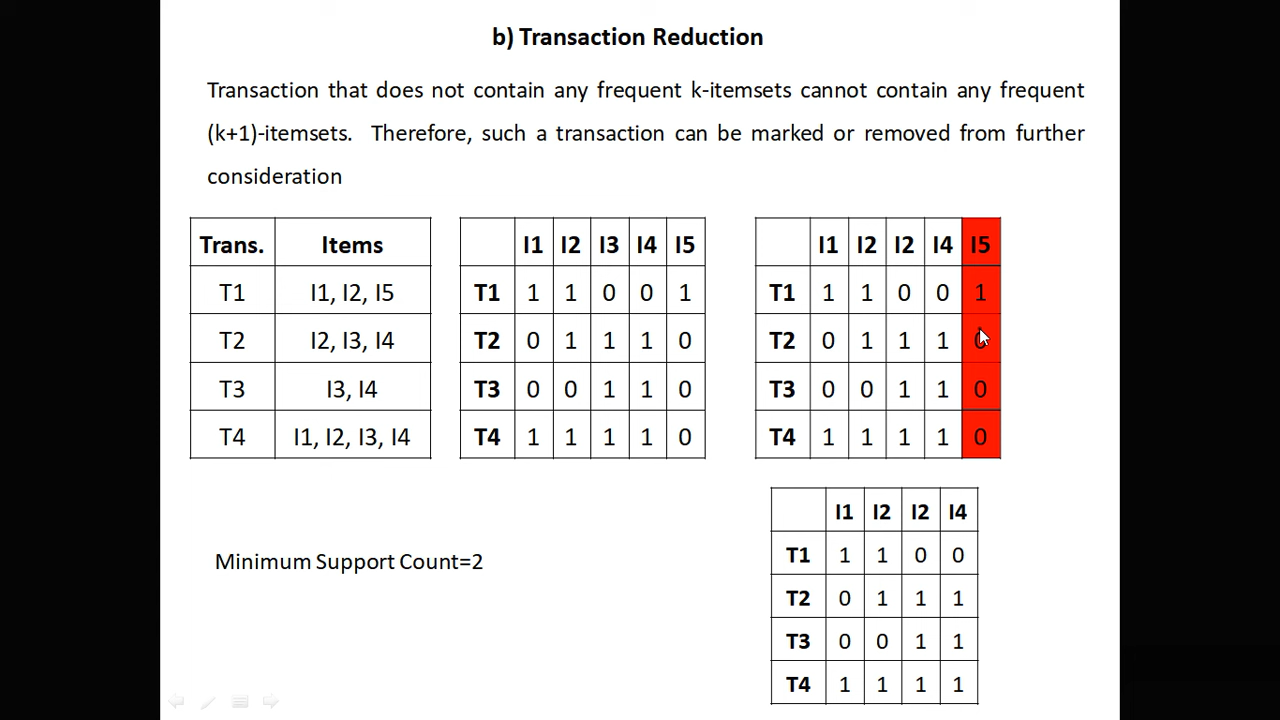 b) Transaction Reduction
Transaction that does not contain any frequent k-itemsets cannot contain any frequent
(k+1)-itemsets. Therefore, such a transaction can be marked or removed from further
consideration
Trans. Items
T1 I1, I2, I5
T2 I2, I3, I4
T3 I3, I4
T4 I1, I2, I3, I4
I1 I2 I3 I4 I5
T1 1 1 0 0 1
T2 0 1 1 1 0
T3 0 0 1 1 0
T4 1 1 1 1 0
I1 I2 I2 I4 I5
T1 1 1 0 0 1
T2 0 1 1 1 0
T3 0 0 1 1 0
T4 1 1 1 1 0
Minimum Support Count=2
I1 I2 I2 I4
T1 1 1 0 0
T2 0 1 1 1
T3 0 0 1 1
T4 1 1 1 1